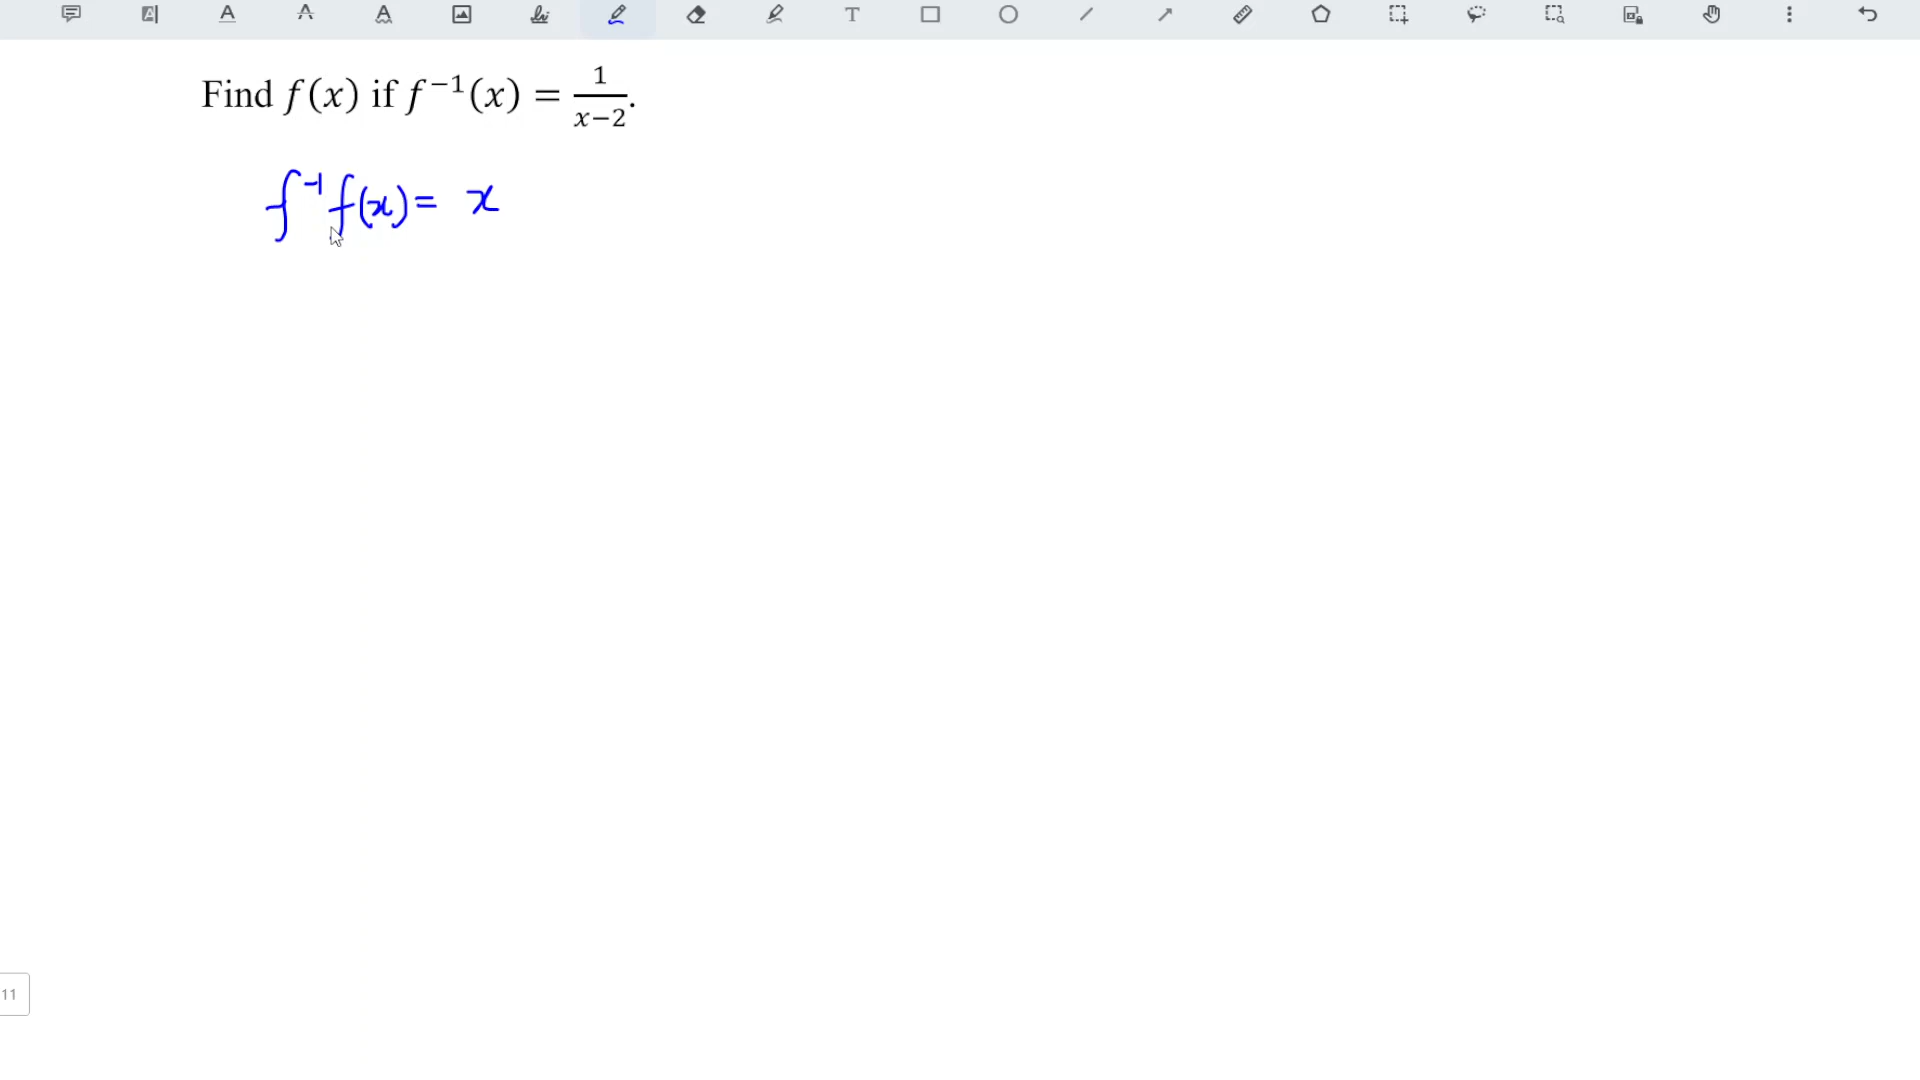 Find f(x) if f⁻¹(x) = 1/(x−2).
f⁻¹f(x) = x
11